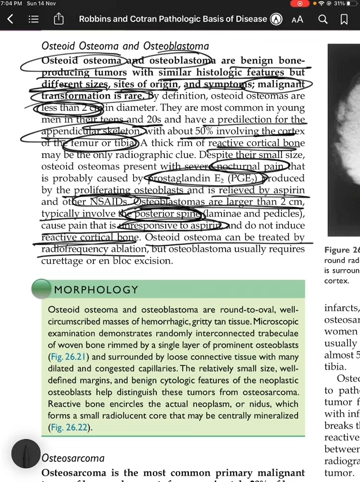 7:04 PM Sun 14 Nov
31%
Robbins and Cotran Pathologic Basis of Disease
AA
Osteoid Osteoma and Osteoblastoma
Osteoid osteoma and osteoblastoma are benign bone-
producing tumors with similar histologic features but
different sizes, sites of origin, and symptoms; malignant
transformation is rare. By definition, osteoid osteomas are
less than 2 cm in diameter. They are most common in young
men in their teens and 20s and have a predilection for the
appendicular skeleton, with about 50% involving the cortex
of the femur or tibia. A thick rim of reactive cortical bone
may be the only radiographic clue. Despite their small size,
osteoid osteomas present with severe nocturnal pain that
is probably caused by prostaglandin E2 (PGE2) produced
by the proliferating osteoblasts and is relieved by aspirin
and other NSAIDs. Osteoblastomas are larger than 2 cm,
typically involve the posterior spine (laminae and pedicles),
cause pain that is unresponsive to aspirin, and do not induce
reactive cortical bone. Osteoid osteoma can be treated by
radiofrequency ablation, but osteoblastoma usually requires
curettage or en bloc excision.
MORPHOLOGY
Osteoid osteoma and osteoblastoma are round-to-oval, well-
circumscribed masses of hemorrhagic, gritty tan tissue. Microscopic
examination demonstrates randomly interconnected trabeculae
of woven bone rimmed by a single layer of prominent osteoblasts
(Fig. 26.21) and surrounded by loose connective tissue with many
dilated and congested capillaries. The relatively small size, well-
defined margins, and benign cytologic features of the neoplastic
osteoblasts help distinguish these tumors from osteosarcoma.
Reactive bone encircles the actual neoplasm, or nidus, which
forms a small radiolucent core that may be centrally mineralized
(Fig. 26.22).
Osteosarcoma
Osteosarcoma is the most common primary malignant
Figure 26
round rad
is surroun
cortex.
infarcts,
osteosar
women
usually
almost 5
tibia.
Osteo
to path
tumor f
with inf
breaks t
reactive
between
radiogra
tumor.